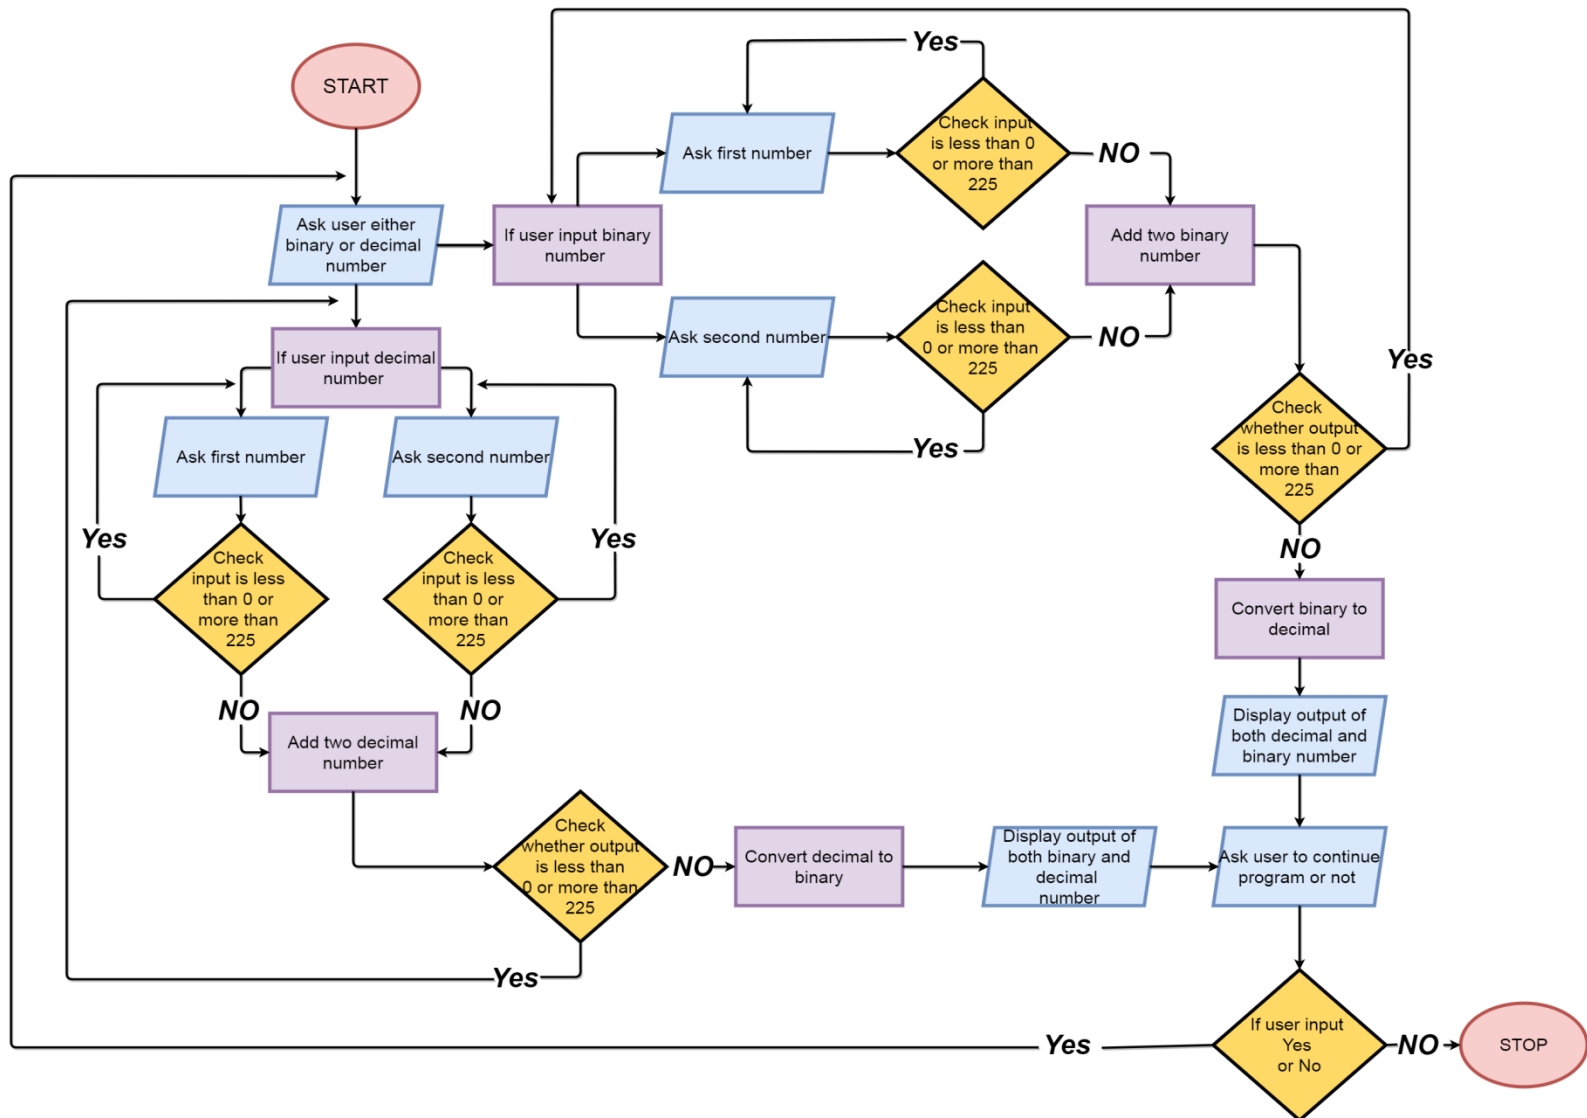 START
Ask user either
binary or decimal
number
If user input binary
number
Ask first number
Yes
Check input
is less than 0
or more than
225
NO
Ask second number
Check input
is less than
0 or more than
225
NO
Yes
Add two binary
number
Yes
Check
whether output
is less than 0 or
more than
225
NO
Convert binary to
decimal
Display output of
both decimal and
binary number
If user input decimal
number
Ask first number
Ask second number
Yes
Check
input is less
than 0 or
more than
225
Check
input is less
than 0 or
more than
225
Yes
NO
NO
Add two decimal
number
Check
whether output
is less than
0 or more than
225
NO
Yes
Convert decimal to
binary
Display output of
both binary and
decimal
number
Ask user to continue
program or not
If user input
Yes
or No
Yes
NO
STOP